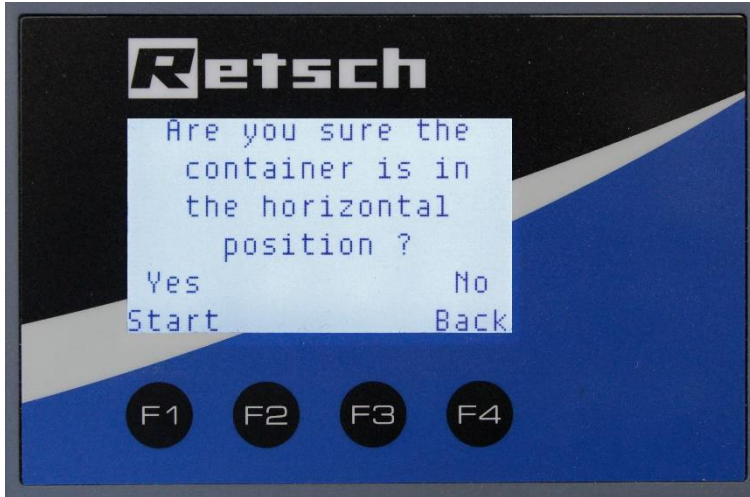 Retsch
Are you sure the
container is in
the horizontal
position ?
Yes No
Start Back
F1 F2 F3 F4